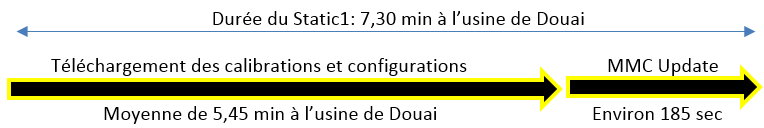 Durée du Static1: 7,30 min à l’usine de Douai
Téléchargement des calibrations et configurations
MMC Update
Moyenne de 5,45 min à l’usine de Douai
Environ 185 sec